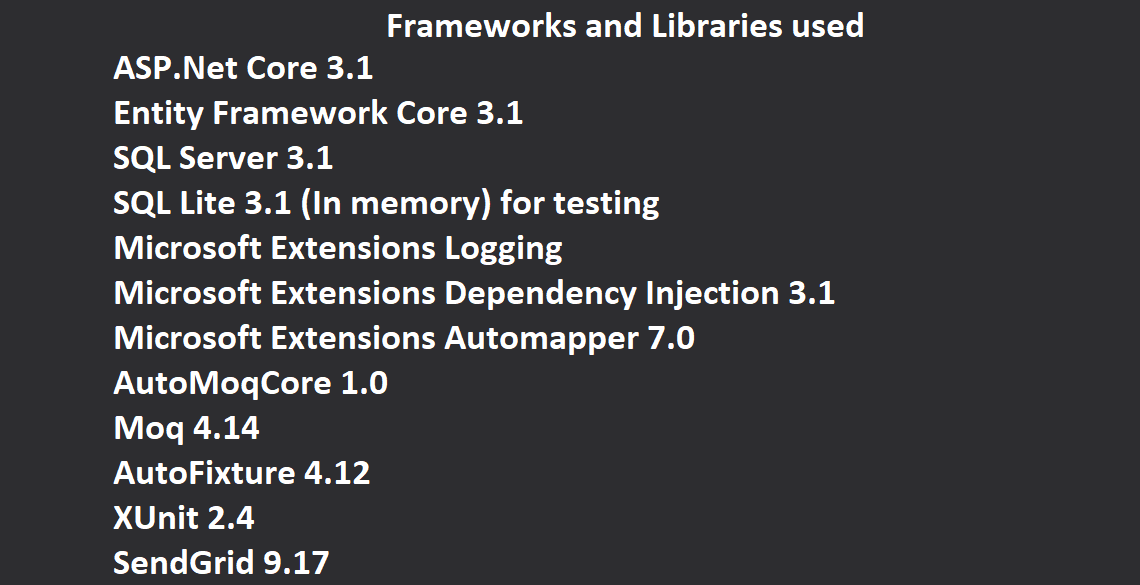 Frameworks and Libraries used
ASP.Net Core 3.1
Entity Framework Core 3.1
SQL Server 3.1
SQL Lite 3.1 (In memory) for testing
Microsoft Extensions Logging
Microsoft Extensions Dependency Injection 3.1
Microsoft Extensions Automapper 7.0
AutoMoqCore 1.0
Moq 4.14
AutoFixture 4.12
XUnit 2.4
SendGrid 9.17